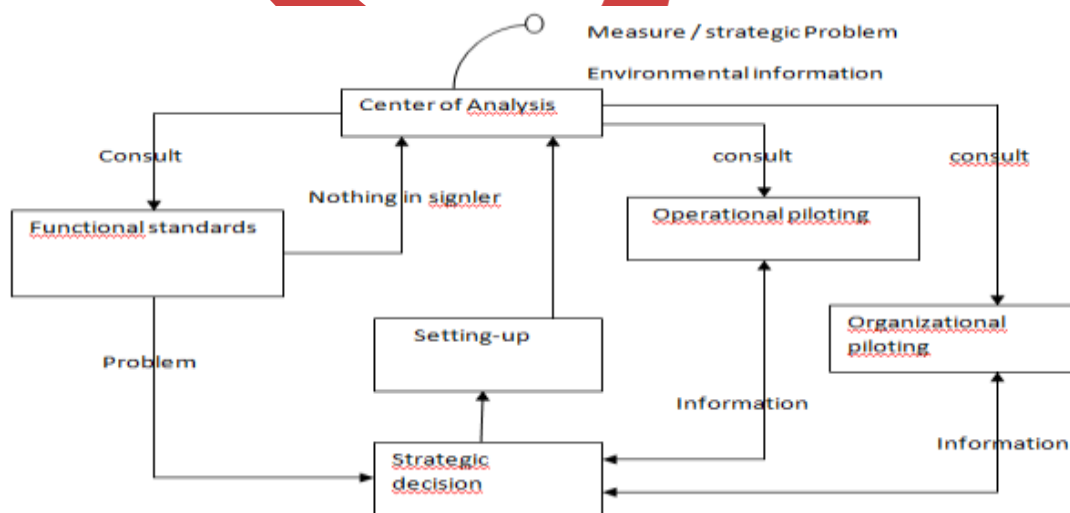 Measure / strategic Problem
Environmental information
Center of Analysis
Consult
consult
consult
Nothing in signler
Functional standards
Operational piloting
Organizational
piloting
Setting-up
Problem
Information
Information
Strategic
decision